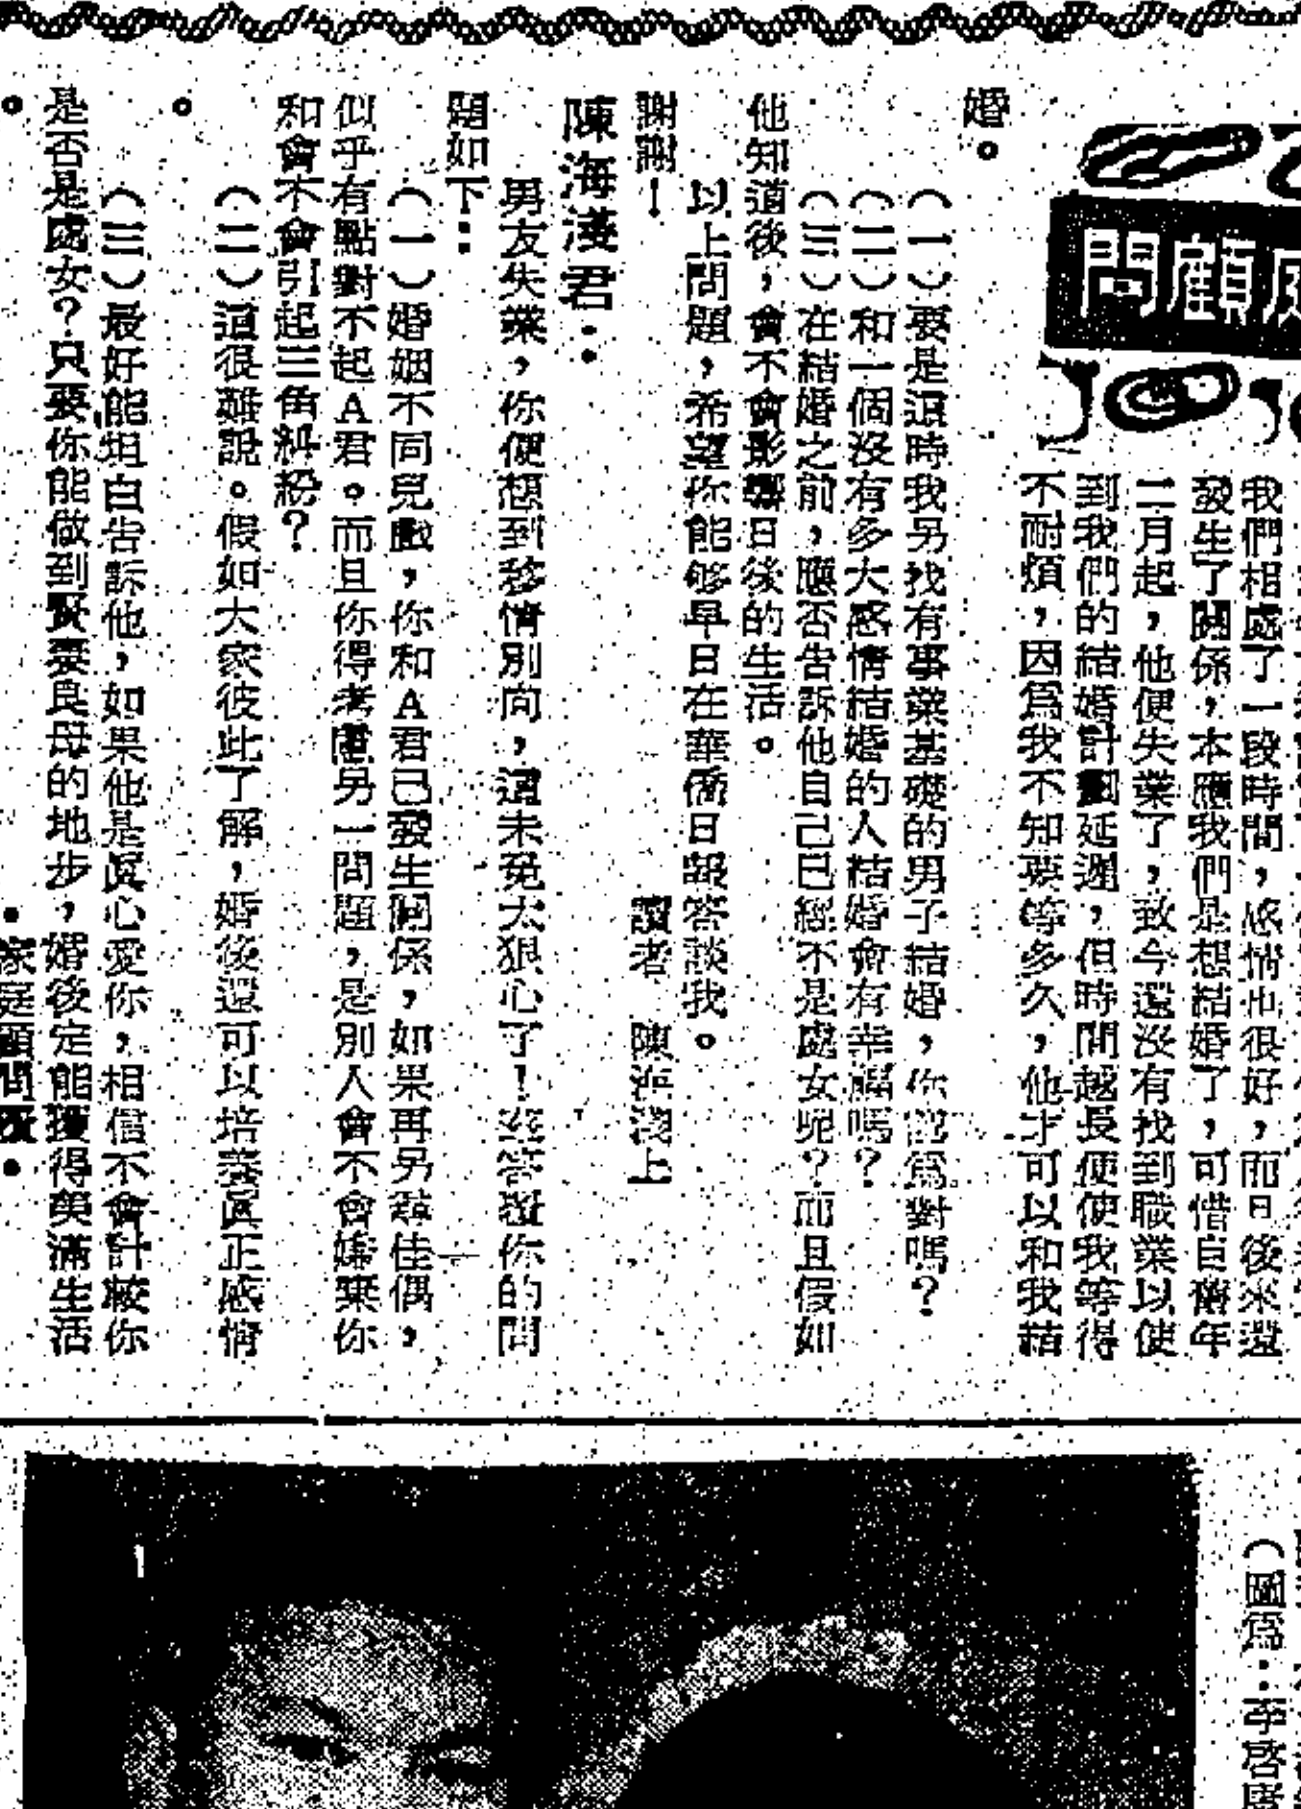 問顧庭
我們相處了一段時間，感情也很好，而且後來還
發生了關係，本應我們是想結婚了，可惜自舊年
二月起，他便失業了，致今還沒有找到職業以使
到我們的結婚計劃延遲，但時間越長便使我等得
不耐煩，因爲我不知要等多久，他才可以和我結
婚。
（一）要是這時我另找有事業基礎的男子結婚，你認爲對嗎？
（二）和一個沒有多大感情結婚的人結婚會有幸福嗎？
（三）在結婚之前，應否告訴他自己已經不是處女呢？而且假如
他知道後，會不會影響日後的生活。
以上問題，希望你能够早日在華僑日報答談我。
謝謝！
讀者　陳海淺上
陳海淺君：
男友失業，你便想到移情別向，這未免太狠心了！茲答覆你的問
題如下：
（一）婚姻不同兒戲，你和Ａ君己發生關係，如果再另尋佳偶，
似乎有點對不起Ａ君。而且你得考慮另一問題，是別人會不會嫌棄你
和會不會引起三角糾紛？
（二）這很難說。假如大家彼此了解，婚後還可以培養眞正感情
。
（三）最好能坦白告訴他，如果他是眞心愛你，相信不會計較你
是否是處女？只要你能做到賢妻良母的地步，婚後定能獲得美滿生活
。
・家庭顧問覆・
（圖爲：李啓